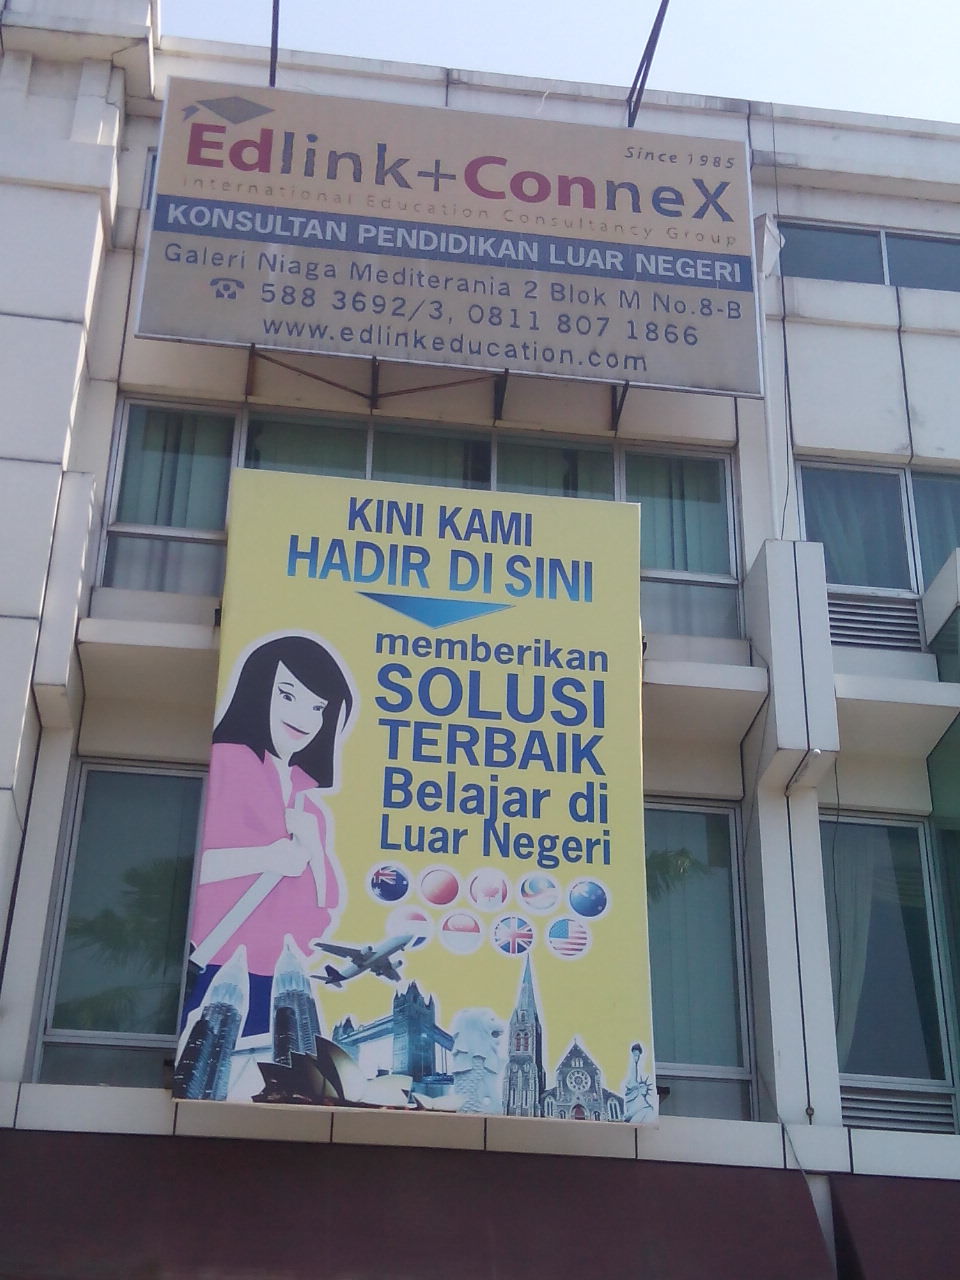 Since 1985
Edlink+ConneX
International Education Consultancy Group
KONSULTAN PENDIDIKAN LUAR NEGERI
Galeri Niaga Mediterania 2 Blok M No.8-B
☎ 588 3692/3, 0811 807 1866
www.edlinkeducation.com
KINI KAMI
HADIR DI SINI
memberikan
SOLUSI
TERBAIK
Belajar di
Luar Negeri